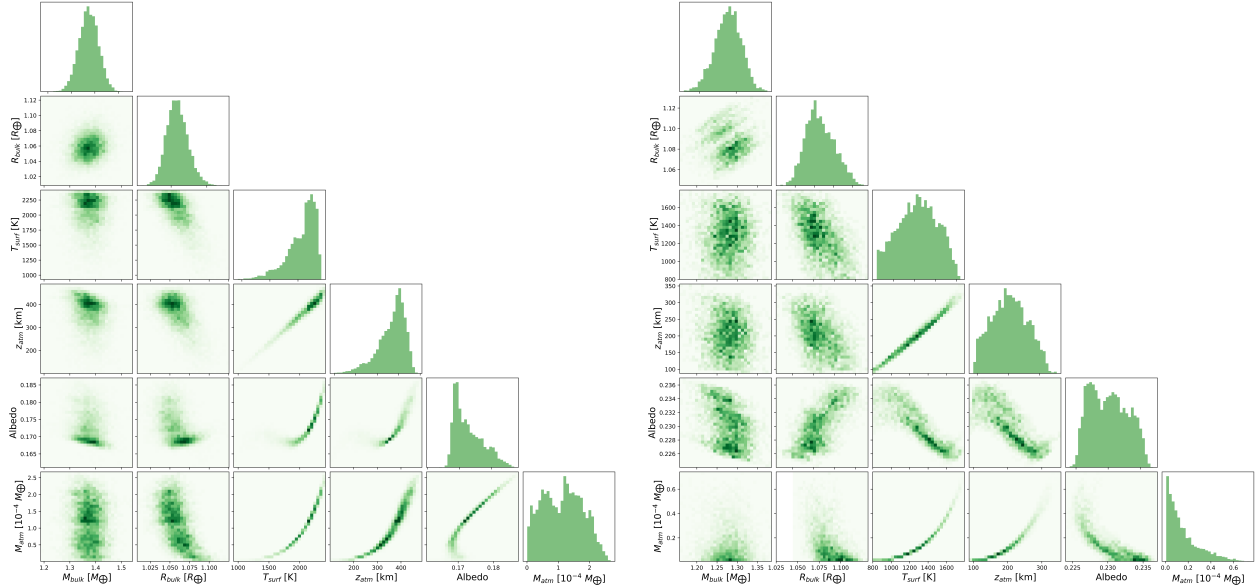 1.12
1.10
1.08
1.06
1.04
1.02
R_bulk [R⊕]
2250
2000
1750
1500
1250
1000
T_surf [K]
400
300
200
z_atm [km]
0.185
0.180
0.175
0.170
0.165
Albedo
2.5
2.0
1.5
1.0
0.5
M_atm [10⁻⁴ M⊕]
1.2 1.3 1.4 1.5
M_bulk [M⊕]
1.025 1.050 1.075 1.100
R_bulk [R⊕]
1000 1500 2000
T_surf [K]
200 300 400
z_atm [km]
0.17 0.18
Albedo
0 1 2
M_atm [10⁻⁴ M⊕]
1.12
1.10
1.08
1.06
R_bulk [R⊕]
1600
1400
1200
1000
800
T_surf [K]
350
300
250
200
150
100
z_atm [km]
0.236
0.234
0.232
0.230
0.228
0.226
Albedo
0.6
0.4
0.2
M_atm [10⁻⁴ M⊕]
1.20 1.25 1.30 1.35
M_bulk [M⊕]
1.050 1.075 1.100
R_bulk [R⊕]
800 1000 1200 1400 1600
T_surf [K]
100 200 300
z_atm [km]
0.225 0.230 0.235
Albedo
0.0 0.2 0.4 0.6
M_atm [10⁻⁴ M⊕]